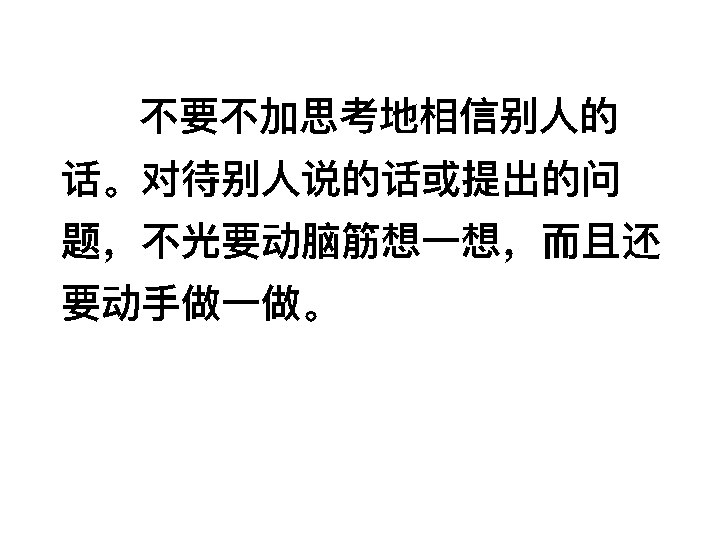 不要不加思考地相信别人的
话。对待别人说的话或提出的问
题，不光要动脑筋想一想，而且还
要动手做一做。